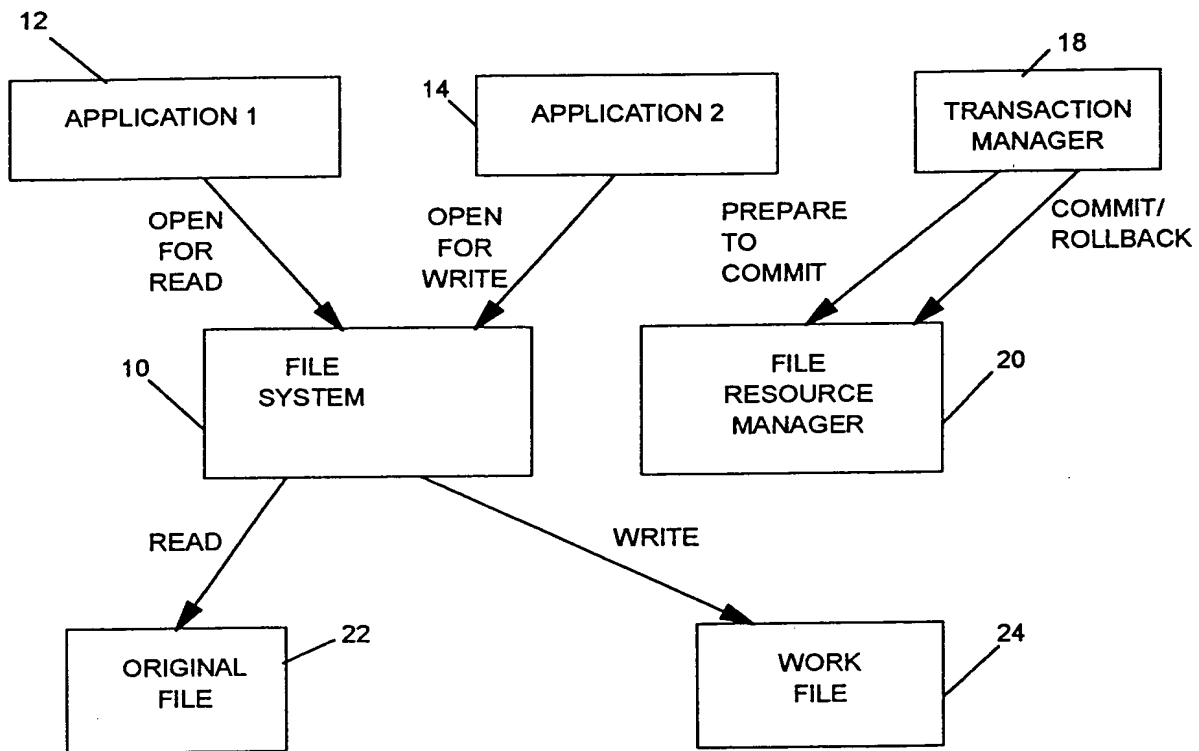 12
APPLICATION 1
14
APPLICATION 2
18
TRANSACTION
MANAGER
OPEN
FOR
READ
OPEN
FOR
WRITE
PREPARE
TO
COMMIT
COMMIT/
ROLLBACK
10
FILE
SYSTEM
FILE
RESOURCE
MANAGER
20
READ
WRITE
ORIGINAL
FILE
22
WORK
FILE
24